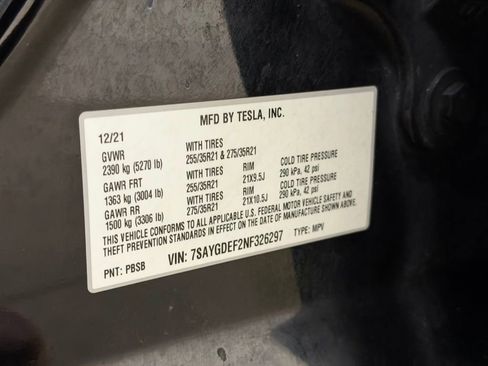 MFD BY TESLA, INC.
12/21
GVWR WITH TIRES
2390 kg (5270 lb) 255/35R21 & 275/35R21
GAWR FRT WITH TIRES RIM COLD TIRE PRESSURE
1363 kg (3004 lb) 255/35R21 21X9.5J 290 kPa, 42 psi
GAWR RR WITH TIRES RIM COLD TIRE PRESSURE
1500 kg (3306 lb) 275/35R21 21X10.5J 290 kPa, 42 psi
THIS VEHICLE CONFORMS TO ALL APPLICABLE U.S. FEDERAL MOTOR VEHICLE SAFETY AND
THEFT PREVENTION STANDARDS IN EFFECT ON THE DATE OF MANUFACTURE SHOWN ABOVE.
PNT: PBSB VIN: 7SAYGDEF2NF326297 TYPE: MPV